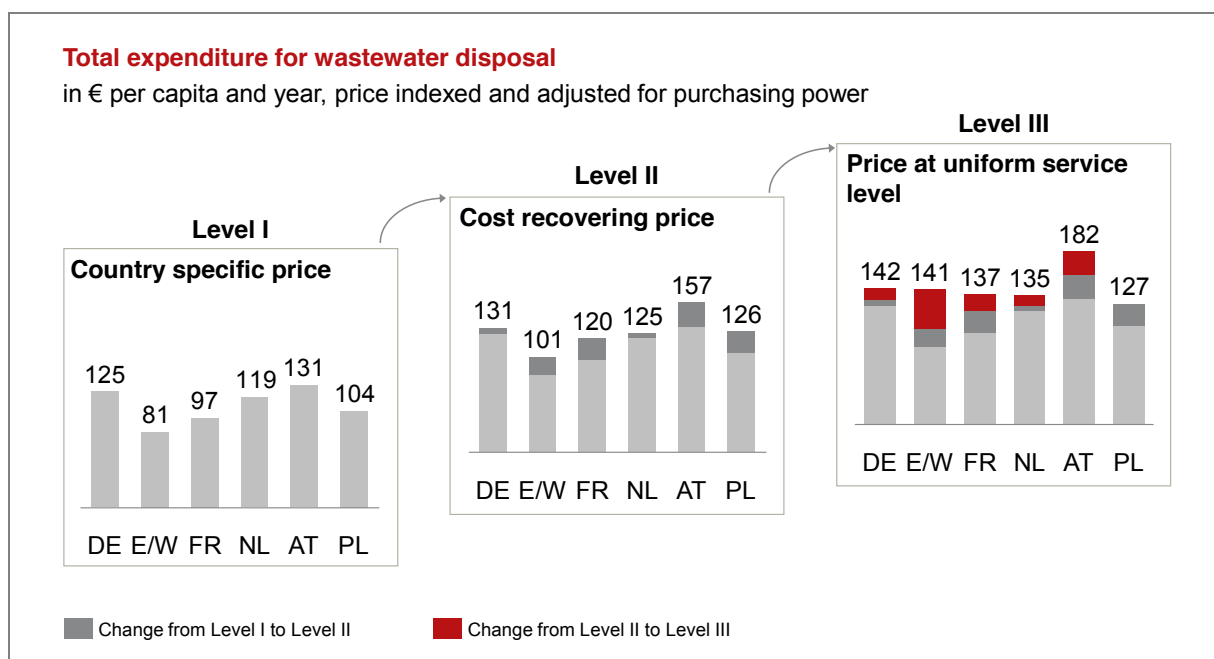 Total expenditure for wastewater disposal
in € per capita and year, price indexed and adjusted for purchasing power
Level I
Country specific price
125 81 97 119 131 104
DE E/W FR NL AT PL
Level II
Cost recovering price
131 101 120 125 157 126
DE E/W FR NL AT PL
Level III
Price at uniform service
level
142 141 137 135 182 127
DE E/W FR NL AT PL
Change from Level I to Level II
Change from Level II to Level III